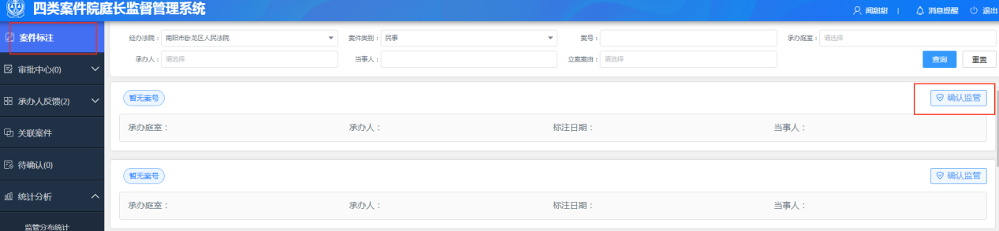 四类案件院庭长监督管理系统
闻甜甜 | 消息提醒 退出
案件标注
审批中心(0)
承办人反馈(2)
关联案件
待确认(0)
统计分析
监管分布统计
经办法院： 南阳市卧龙区人民法院 案件类别： 民事 案号： 承办庭室： 请选择
承办人： 请选择 当事人： 立案案由： 请选择 查询 重置
暂无案号 确认监管
承办庭室： 承办人： 标注日期： 当事人：
暂无案号 确认监管
承办庭室： 承办人： 标注日期： 当事人：